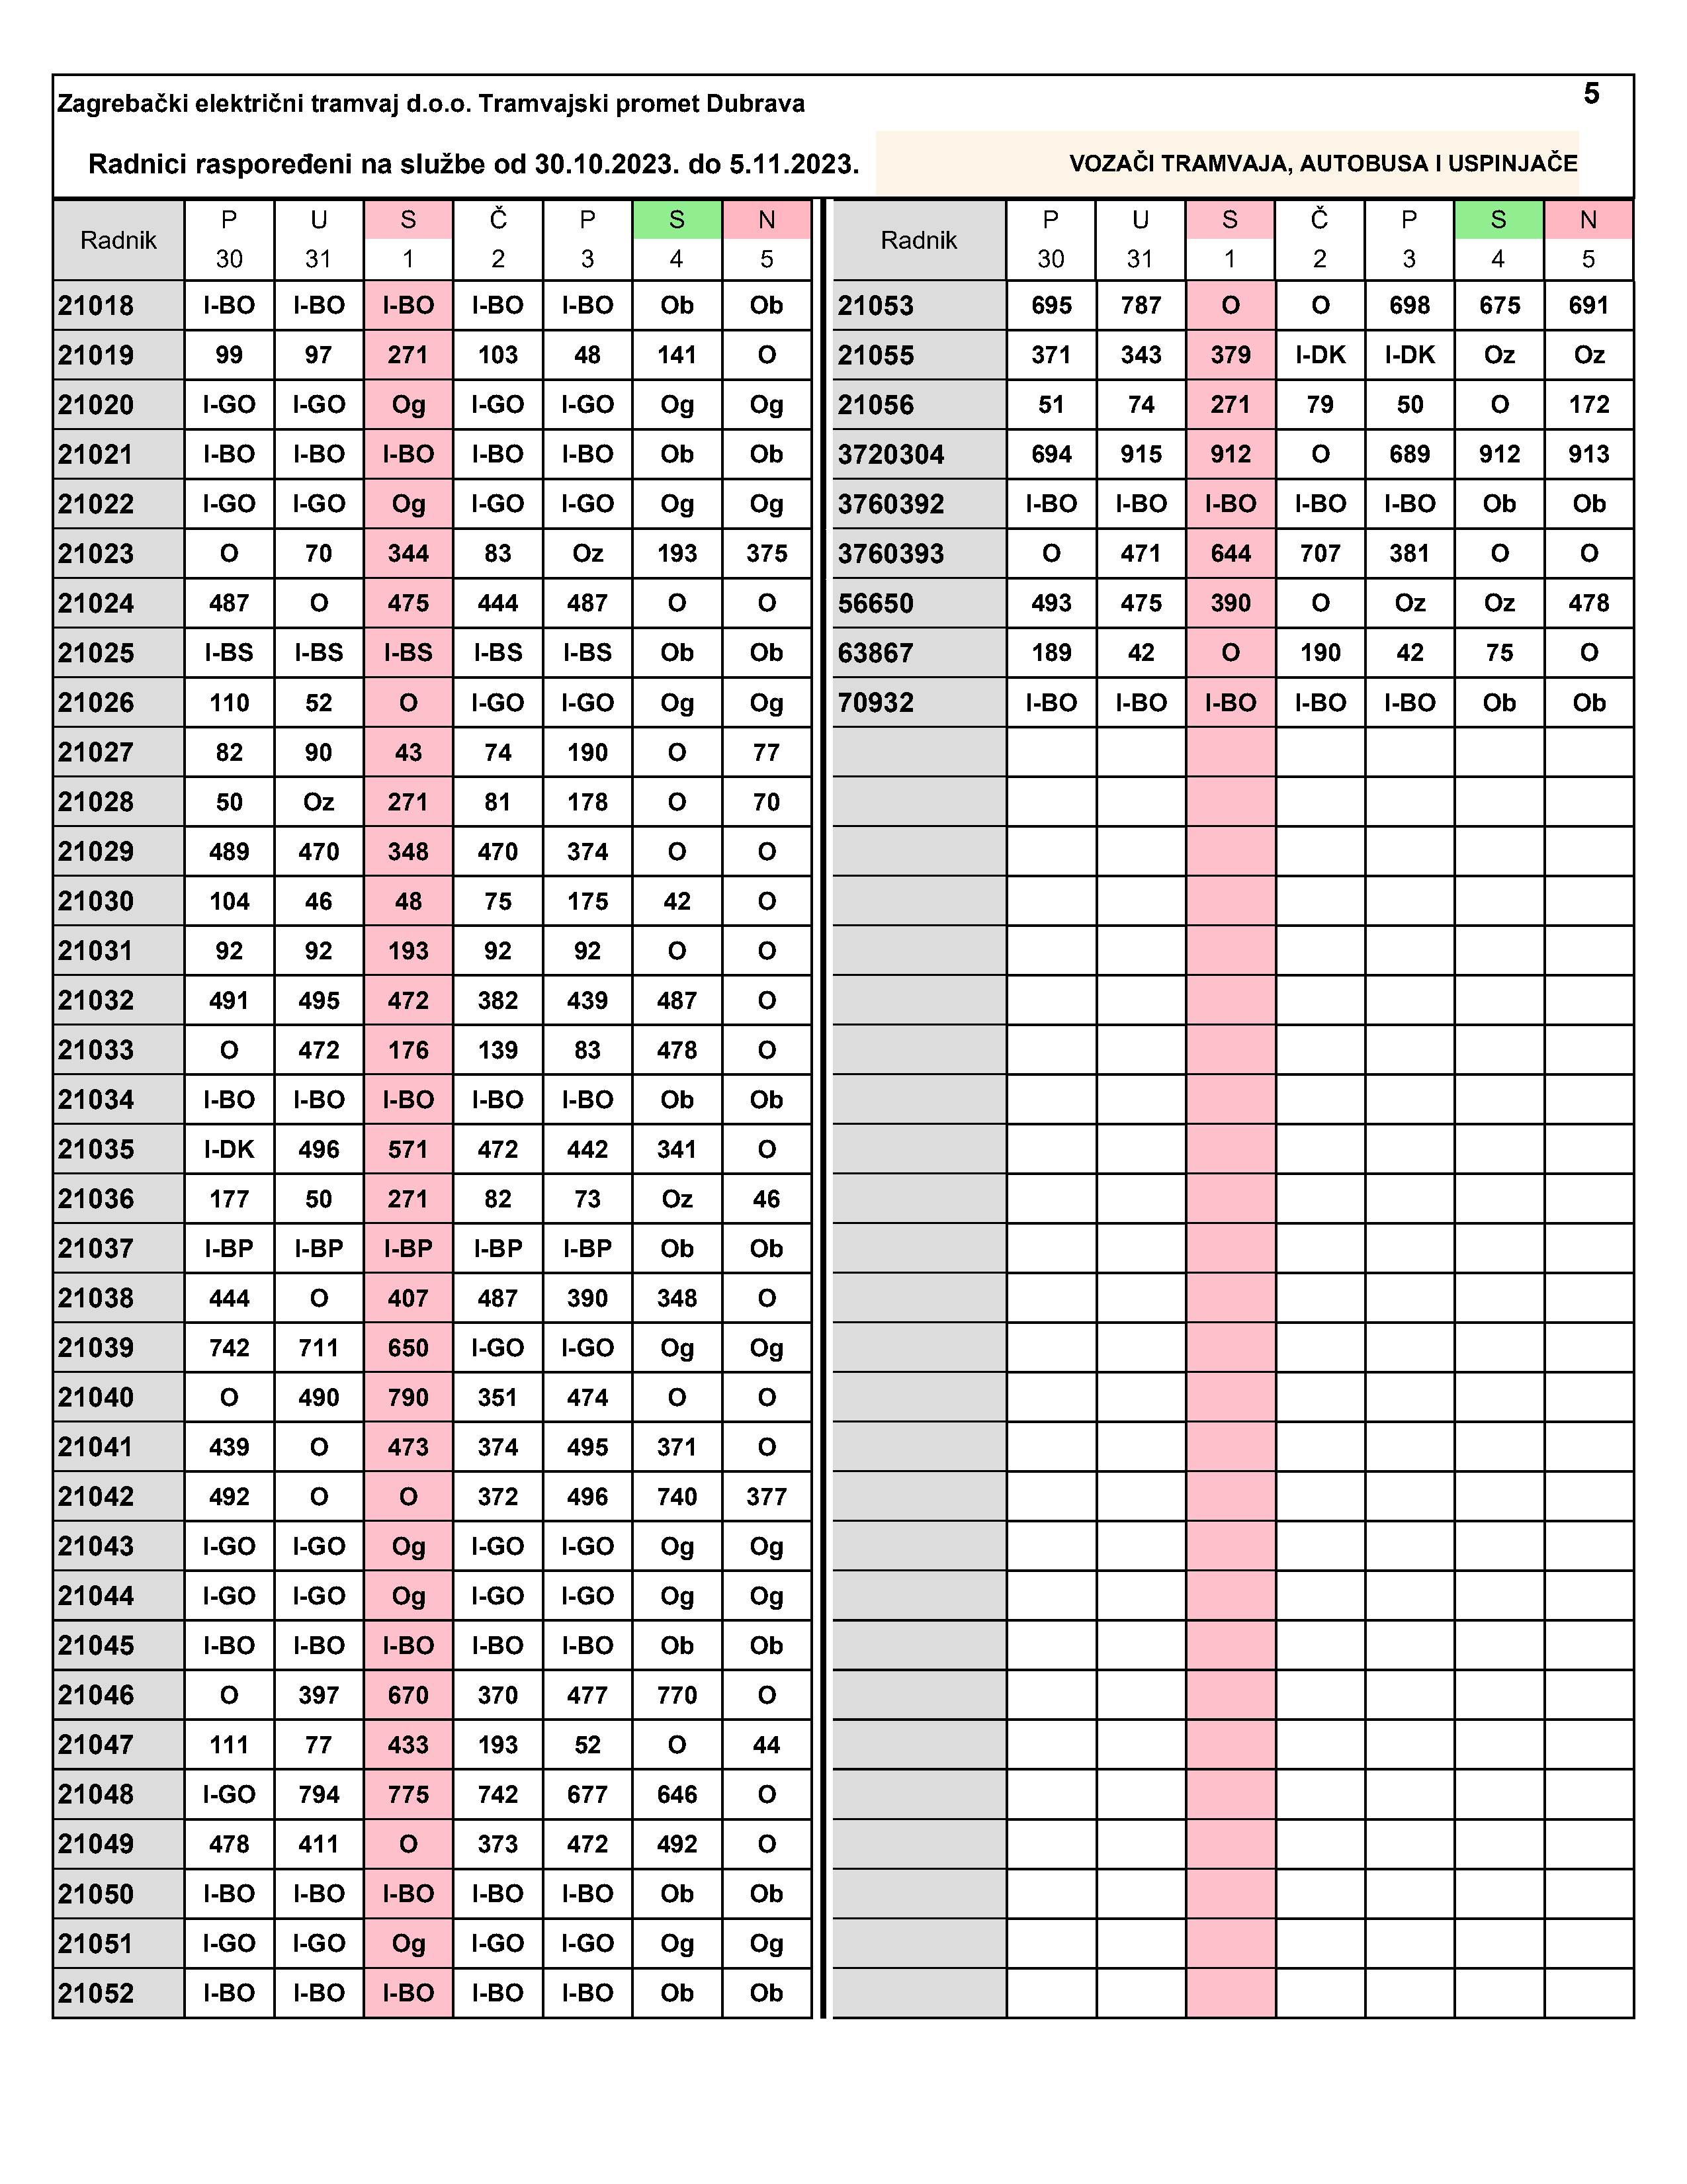 5
Zagrebački električni tramvaj d.o.o. Tramvajski promet Dubrava
Radnici raspoređeni na službe od 30.10.2023. do 5.11.2023. VOZAČI TRAMVAJA, AUTOBUSA I USPINJAČE
Radnik P U S Č P S N
30 31 1 2 3 4 5
21018 I-BO I-BO I-BO I-BO I-BO Ob Ob
21019 99 97 271 103 48 141 O
21020 I-GO I-GO Og I-GO I-GO Og Og
21021 I-BO I-BO I-BO I-BO I-BO Ob Ob
21022 I-GO I-GO Og I-GO I-GO Og Og
21023 O 70 344 83 Oz 193 375
21024 487 O 475 444 487 O O
21025 I-BS I-BS I-BS I-BS I-BS Ob Ob
21026 110 52 O I-GO I-GO Og Og
21027 82 90 43 74 190 O 77
21028 50 Oz 271 81 178 O 70
21029 489 470 348 470 374 O O
21030 104 46 48 75 175 42 O
21031 92 92 193 92 92 O O
21032 491 495 472 382 439 487 O
21033 O 472 176 139 83 478 O
21034 I-BO I-BO I-BO I-BO I-BO Ob Ob
21035 I-DK 496 571 472 442 341 O
21036 177 50 271 82 73 Oz 46
21037 I-BP I-BP I-BP I-BP I-BP Ob Ob
21038 444 O 407 487 390 348 O
21039 742 711 650 I-GO I-GO Og Og
21040 O 490 790 351 474 O O
21041 439 O 473 374 495 371 O
21042 492 O O 372 496 740 377
21043 I-GO I-GO Og I-GO I-GO Og Og
21044 I-GO I-GO Og I-GO I-GO Og Og
21045 I-BO I-BO I-BO I-BO I-BO Ob Ob
21046 O 397 670 370 477 770 O
21047 111 77 433 193 52 O 44
21048 I-GO 794 775 742 677 646 O
21049 478 411 O 373 472 492 O
21050 I-BO I-BO I-BO I-BO I-BO Ob Ob
21051 I-GO I-GO Og I-GO I-GO Og Og
21052 I-BO I-BO I-BO I-BO I-BO Ob Ob
Radnik P U S Č P S N
30 31 1 2 3 4 5
21053 695 787 O O 698 675 691
21055 371 343 379 I-DK I-DK Oz Oz
21056 51 74 271 79 50 O 172
3720304 694 915 912 O 689 912 913
3760392 I-BO I-BO I-BO I-BO I-BO Ob Ob
3760393 O 471 644 707 381 O O
56650 493 475 390 O Oz Oz 478
63867 189 42 O 190 42 75 O
70932 I-BO I-BO I-BO I-BO I-BO Ob Ob